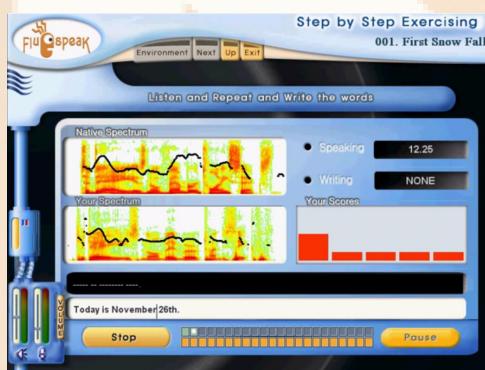 Step by Step Exercising
FluSpeak
001. First Snow Fall
Environment Next Up Exit
Listen and Repeat and Write the words
Native Spectrum
Speaking 12.25
Writing NONE
Your Spectrum
Your Scores
----- -- -------- ----.
VOLUME
Today is November 26th.
Stop
Pause